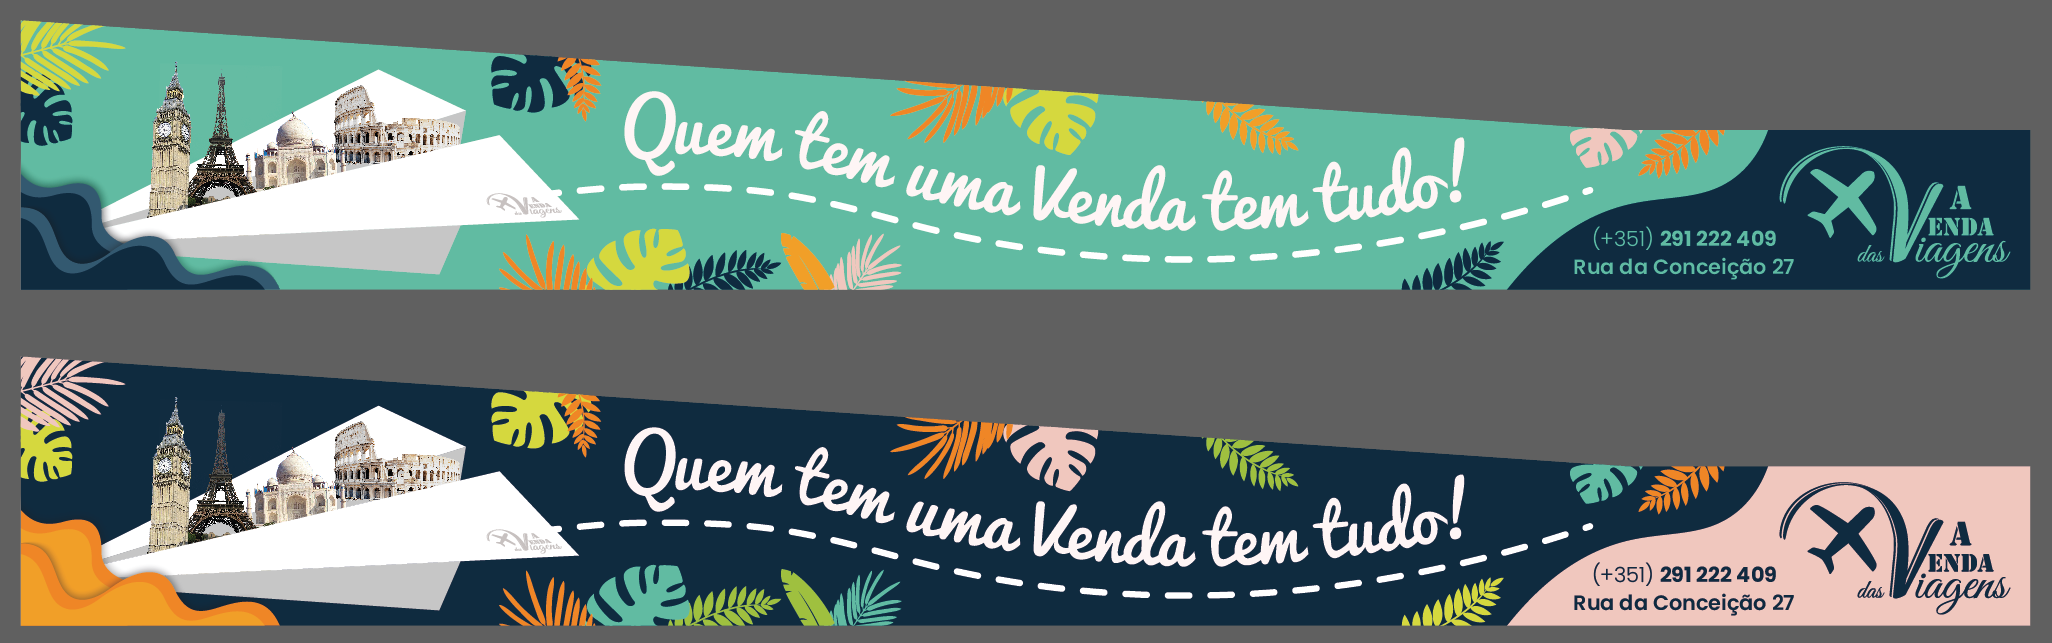 Quem tem uma Venda tem tudo!
A
VENDA
das Viagens
(+351) 291 222 409
Rua da Conceição 27
A
VENDA
das Viagens
Quem tem uma Venda tem tudo!
A
VENDA
das Viagens
(+351) 291 222 409
Rua da Conceição 27
A
VENDA
das Viagens